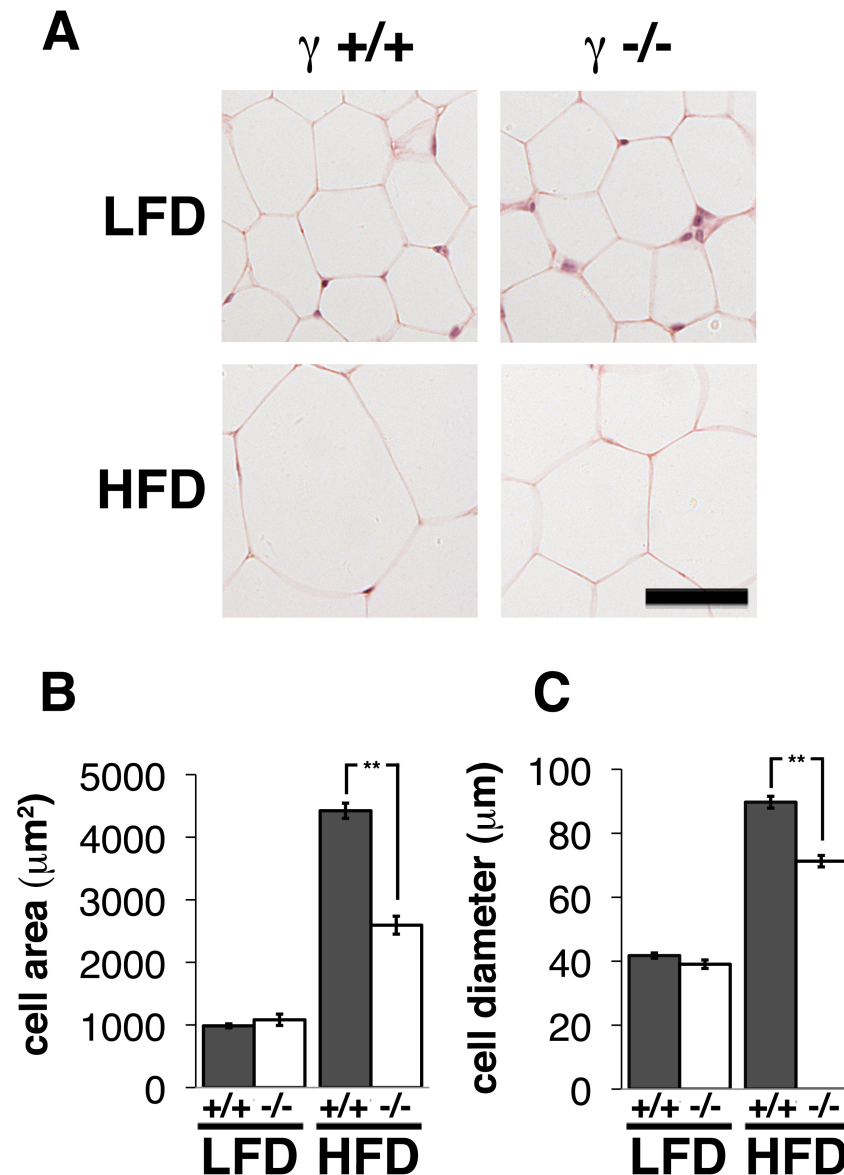 A
γ +/+
γ -/-
LFD
HFD
B
cell area (μm²)
5000
4000
3000
2000
1000
0
**
+/+ -/- +/+ -/-
LFD HFD
C
cell diameter (μm)
100
80
60
40
20
0
**
+/+ -/- +/+ -/-
LFD HFD